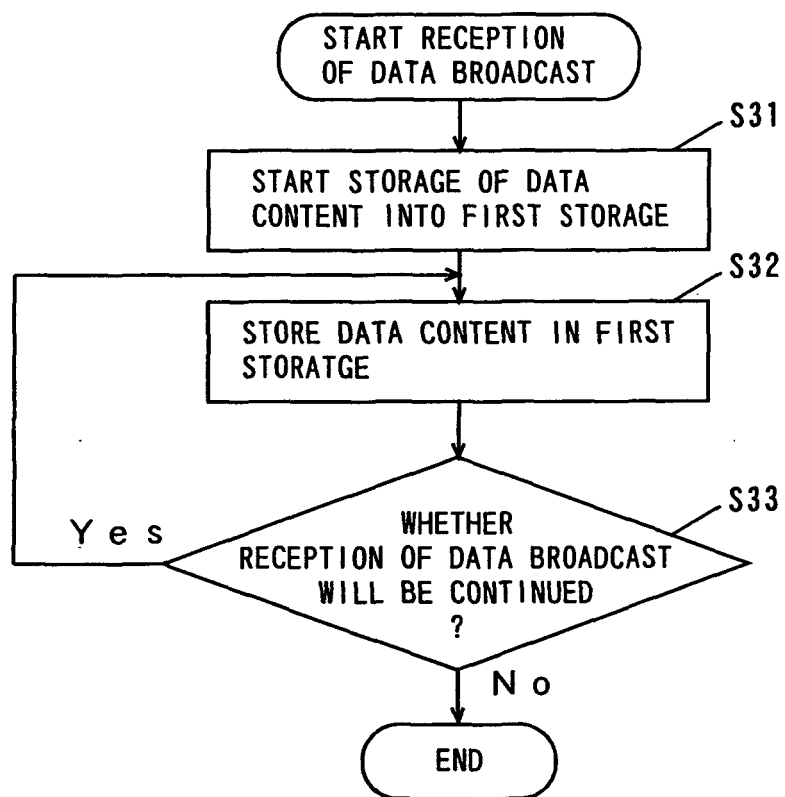 START RECEPTION
OF DATA BROADCAST
S31
START STORAGE OF DATA
CONTENT INTO FIRST STORAGE
S32
STORE DATA CONTENT IN FIRST
STORATGE
S33
Yes
WHETHER
RECEPTION OF DATA BROADCAST
WILL BE CONTINUED
?
No
END